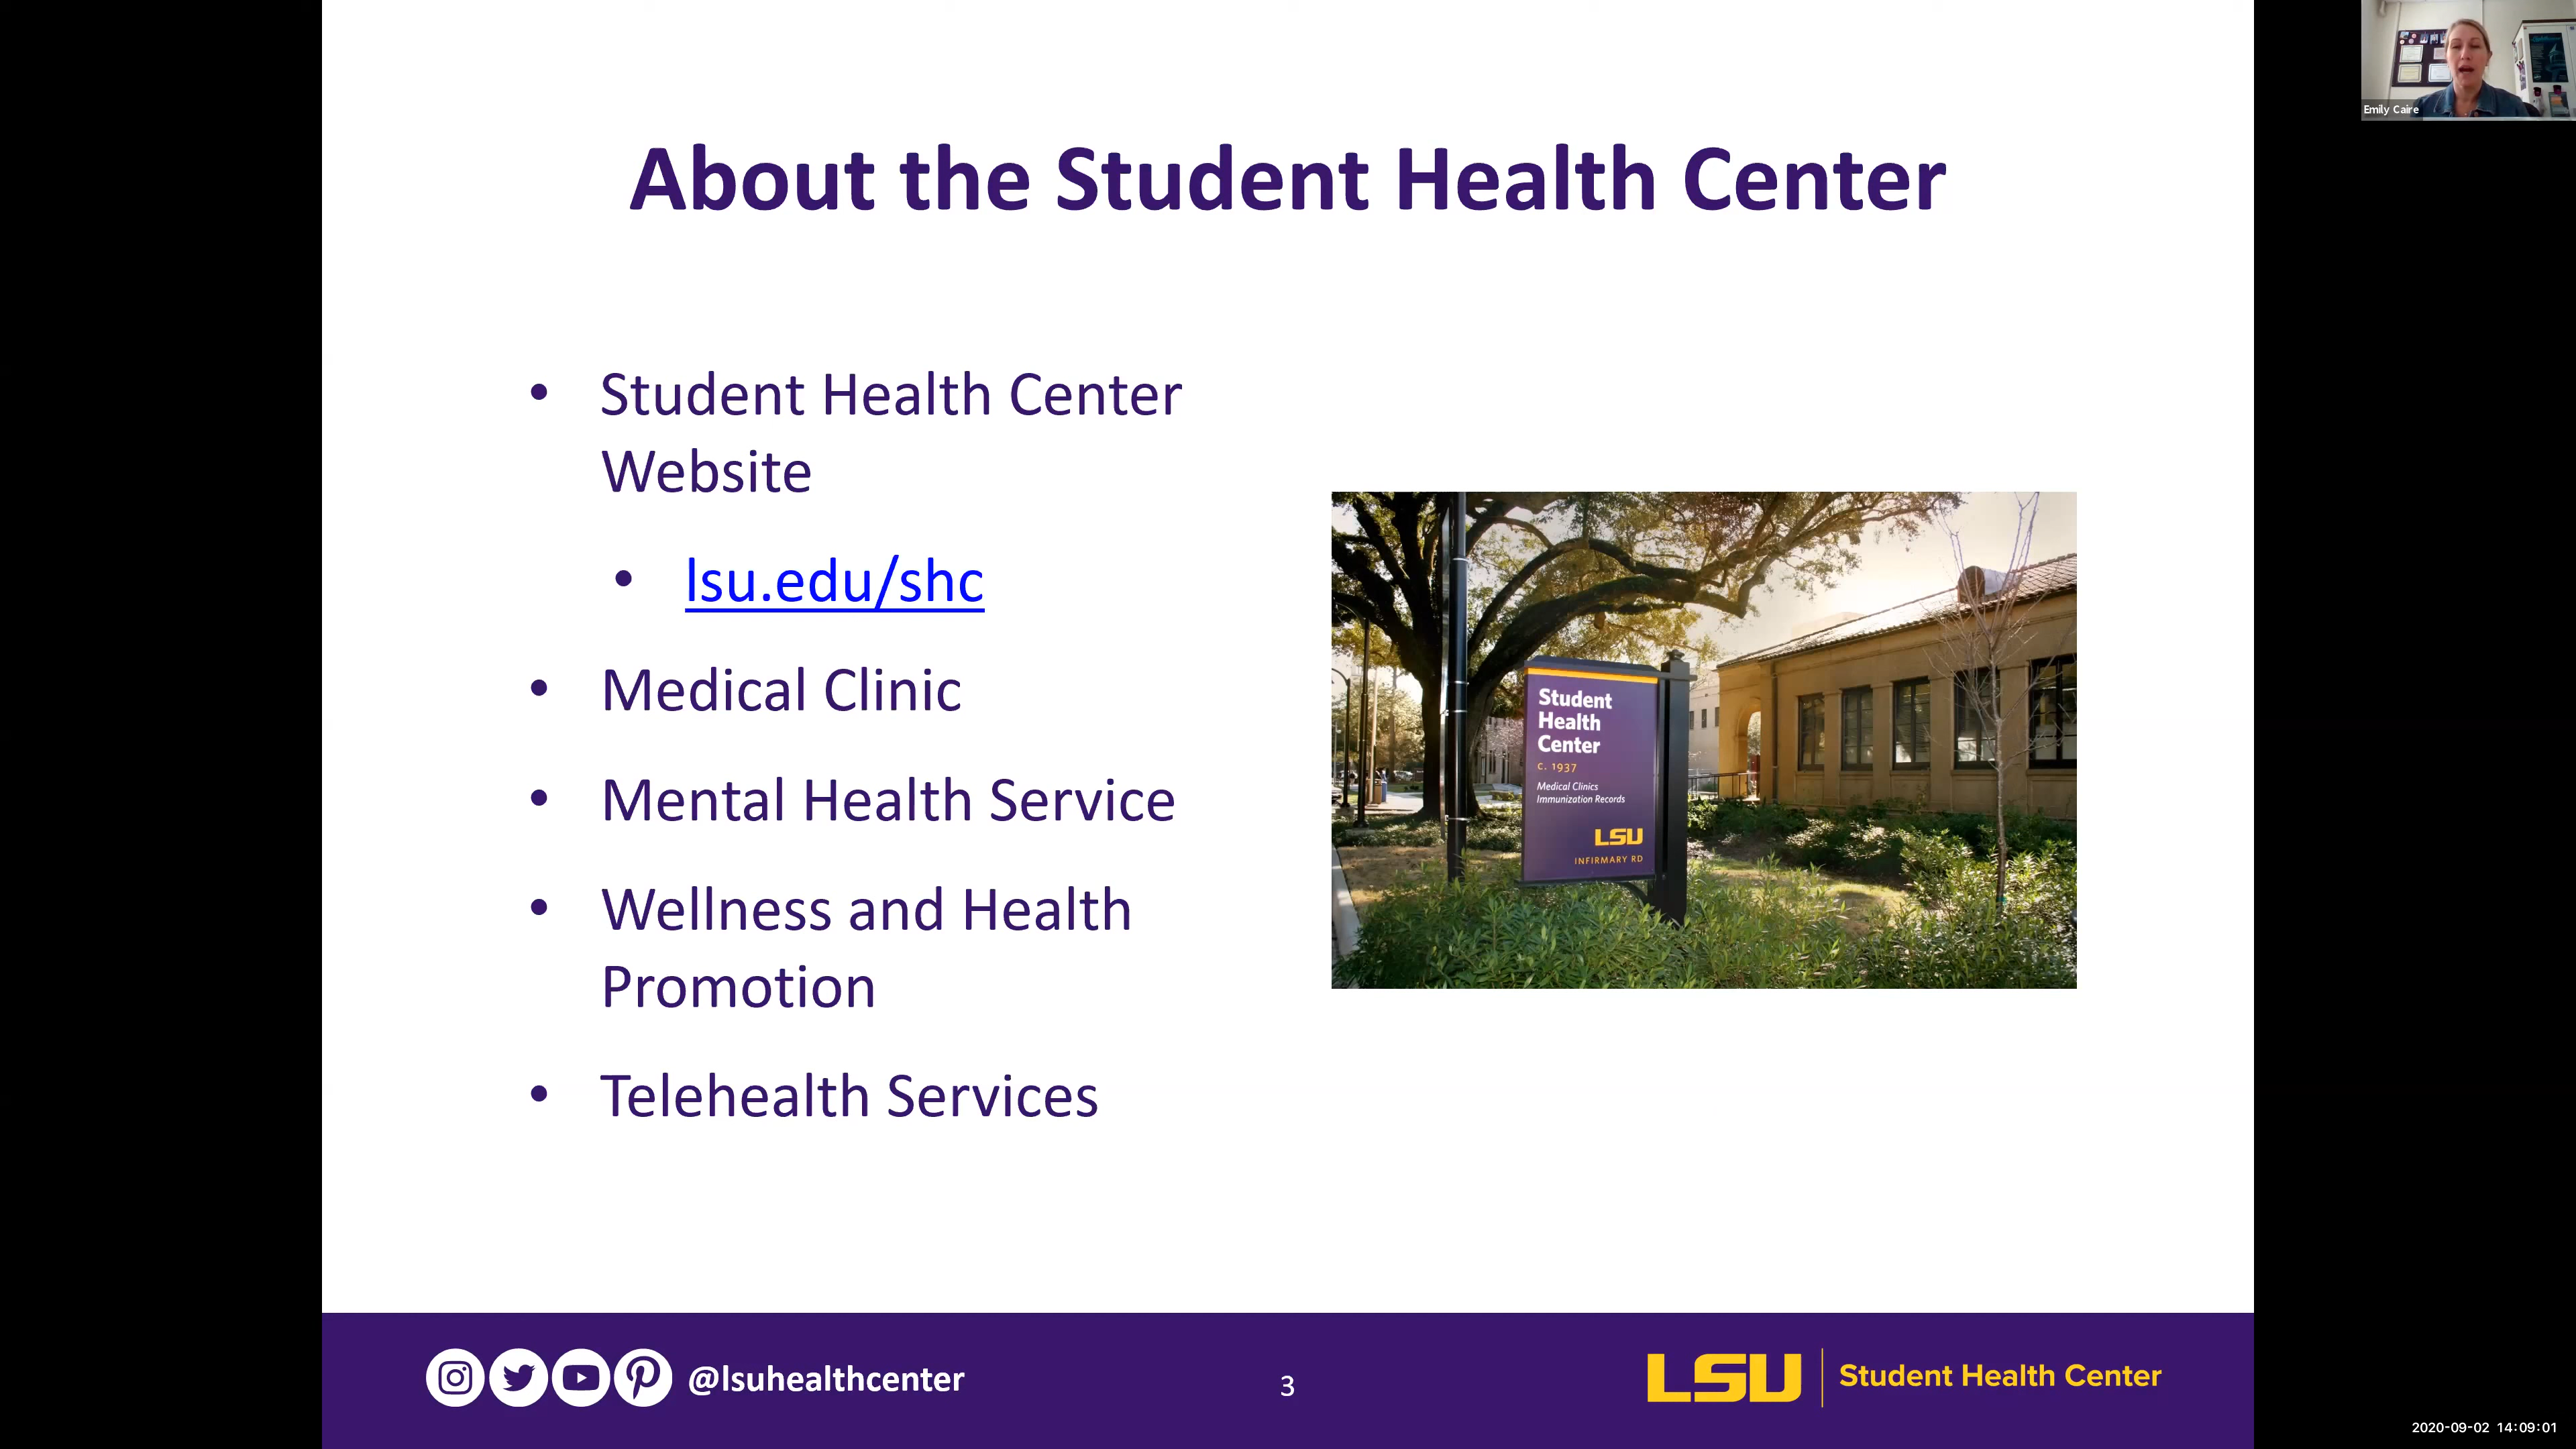 Emily Caire
About the Student Health Center
• Student Health Center
Website
• lsu.edu/shc
• Medical Clinic
• Mental Health Service
• Wellness and Health
Promotion
• Telehealth Services
Student
Health
Center
c. 1937
Medical Clinics
Immunization Records
LSU
INFIRMARY RD
@lsuhealthcenter
3
LSU Student Health Center
2020-09-02 14:09:01